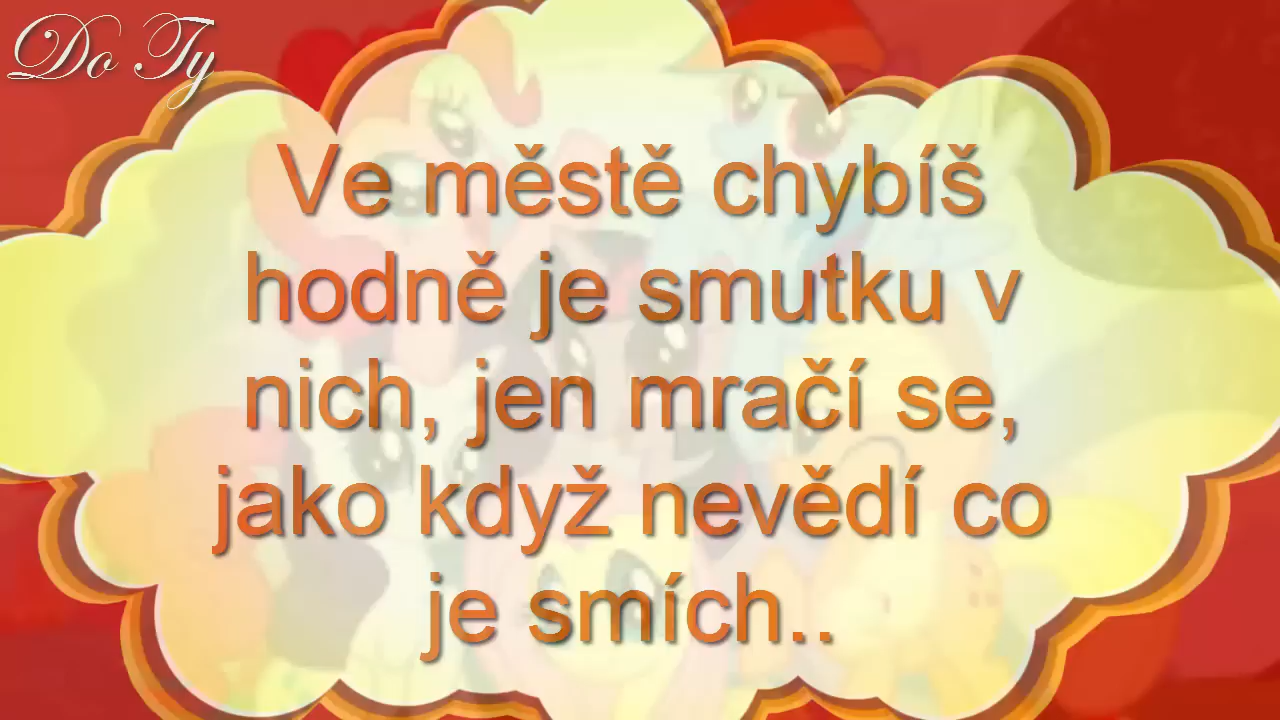 Do Ty
Ve městě chybíš
hodně je smutku v
nich, jen mračí se,
jako když nevědí co
je smích..